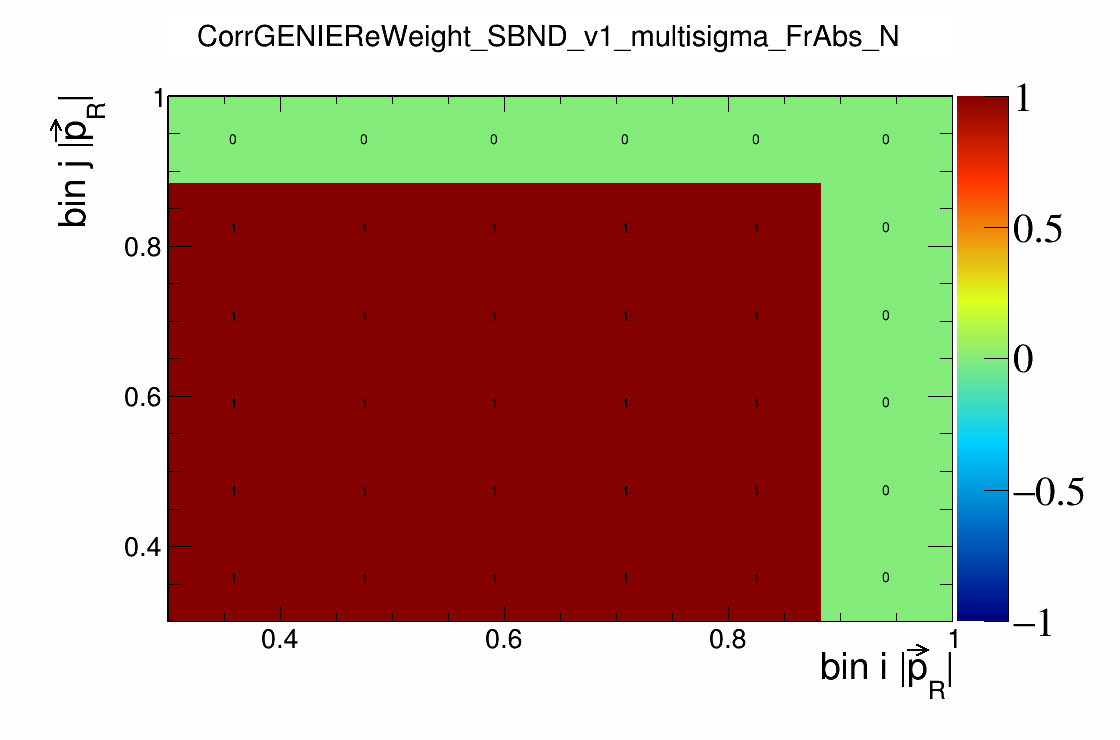 CorrGENIEReWeight_SBND_v1_multisigma_FrAbs_N
bin j |p⃗_R|
1
0.8
0.6
0.4
0 0 0 0 0 0
1 1 1 1 1 0
1 1 1 1 1 0
1 1 1 1 1 0
1 1 1 1 1 0
1 1 1 1 1 0
0.4 0.6 0.8 1
bin i |p⃗_R|
1
0.5
0
−0.5
−1